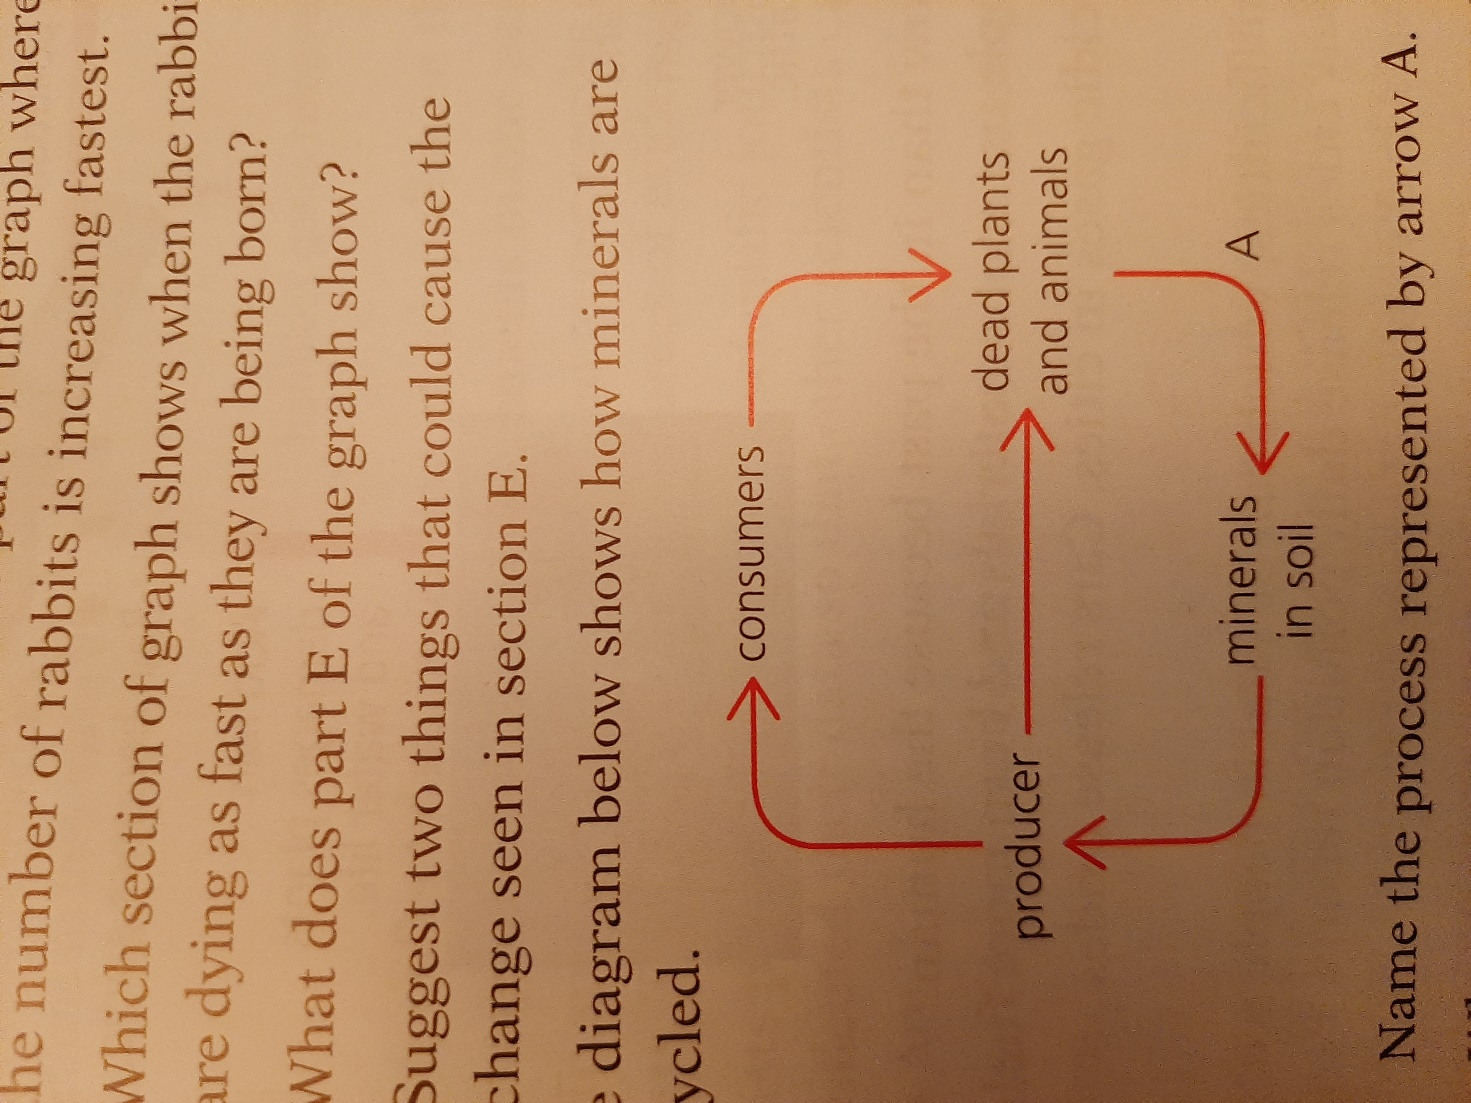 the graph where
he number of rabbits is increasing fastest.
Which section of graph shows when the rabbi
are dying as fast as they are being born?
What does part E of the graph show?
Suggest two things that could cause the
change seen in section E.
e diagram below shows how minerals are
ycled.
consumers
producer
dead plants
and animals
A
minerals
in soil
Name the process represented by arrow A.